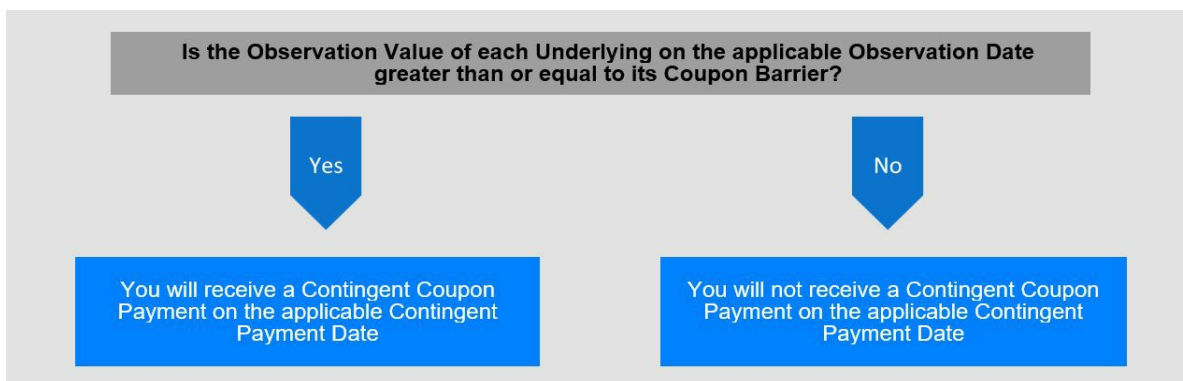 Is the Observation Value of each Underlying on the applicable Observation Date
greater than or equal to its Coupon Barrier?
Yes
No
You will receive a Contingent Coupon
Payment on the applicable Contingent
Payment Date
You will not receive a Contingent Coupon
Payment on the applicable Contingent
Payment Date